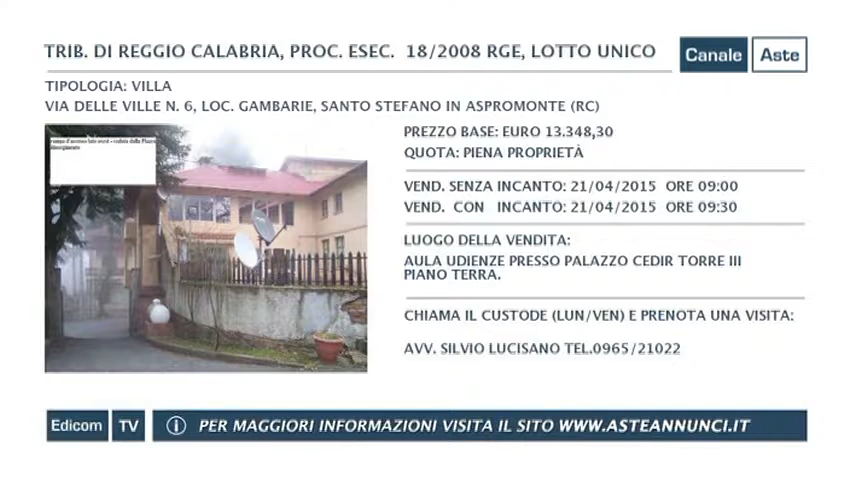 TRIB. DI REGGIO CALABRIA, PROC. ESEC. 18/2008 RGE, LOTTO UNICO
Canale Aste
TIPOLOGIA: VILLA
VIA DELLE VILLE N. 6, LOC. GAMBARIE, SANTO STEFANO IN ASPROMONTE (RC)
PREZZO BASE: EURO 13.348,30
QUOTA: PIENA PROPRIETÀ
VEND. SENZA INCANTO: 21/04/2015 ORE 09:00
VEND. CON INCANTO: 21/04/2015 ORE 09:30
LUOGO DELLA VENDITA:
AULA UDIENZE PRESSO PALAZZO CEDIR TORRE III
PIANO TERRA.
CHIAMA IL CUSTODE (LUN/VEN) E PRENOTA UNA VISITA:
AVV. SILVIO LUCISANO TEL.0965/21022
Edicom TV
PER MAGGIORI INFORMAZIONI VISITA IL SITO WWW.ASTEANNUNCI.IT